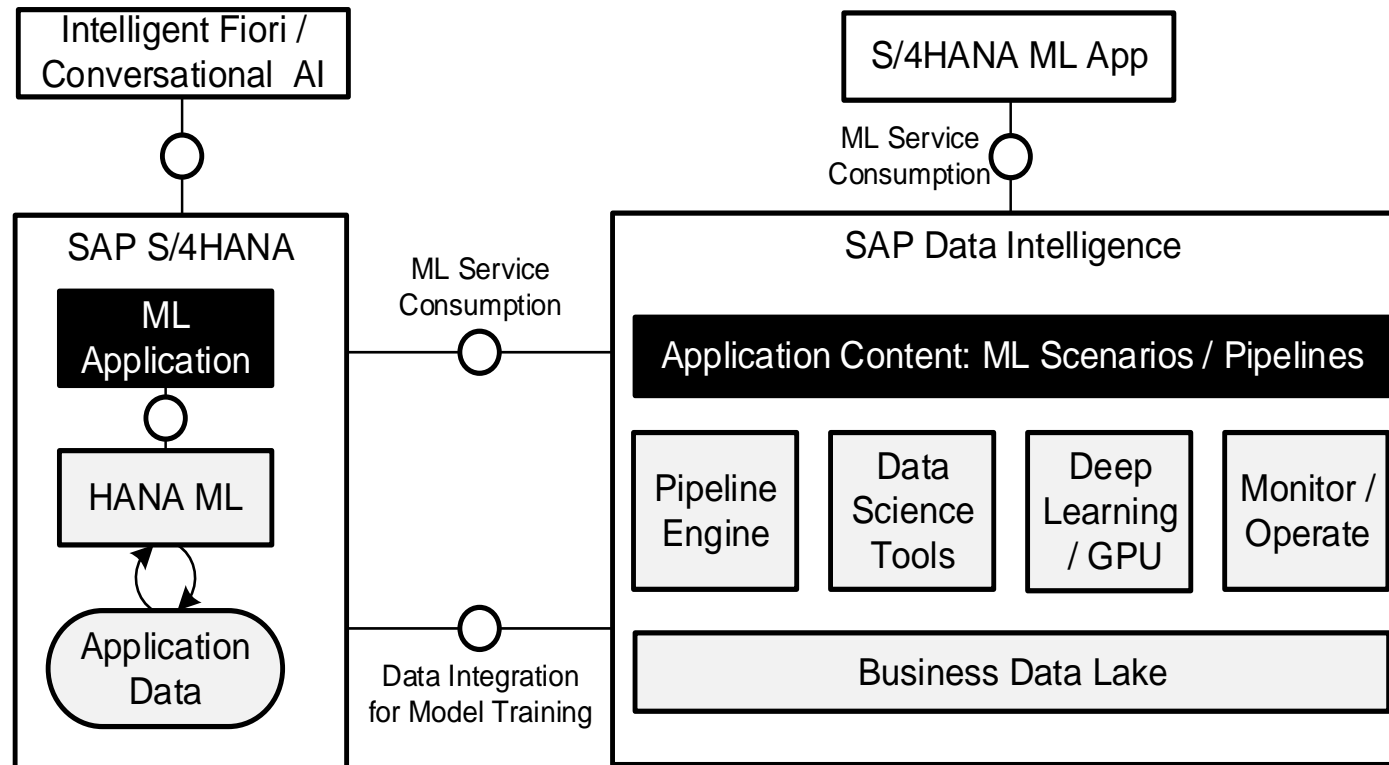 Intelligent Fiori /
Conversational AI
S/4HANA ML App
ML Service
Consumption
SAP S/4HANA
ML
Application
HANA ML
Application
Data
ML Service
Consumption
Data Integration
for Model Training
SAP Data Intelligence
Application Content: ML Scenarios / Pipelines
Pipeline
Engine
Data
Science
Tools
Deep
Learning
/ GPU
Monitor /
Operate
Business Data Lake